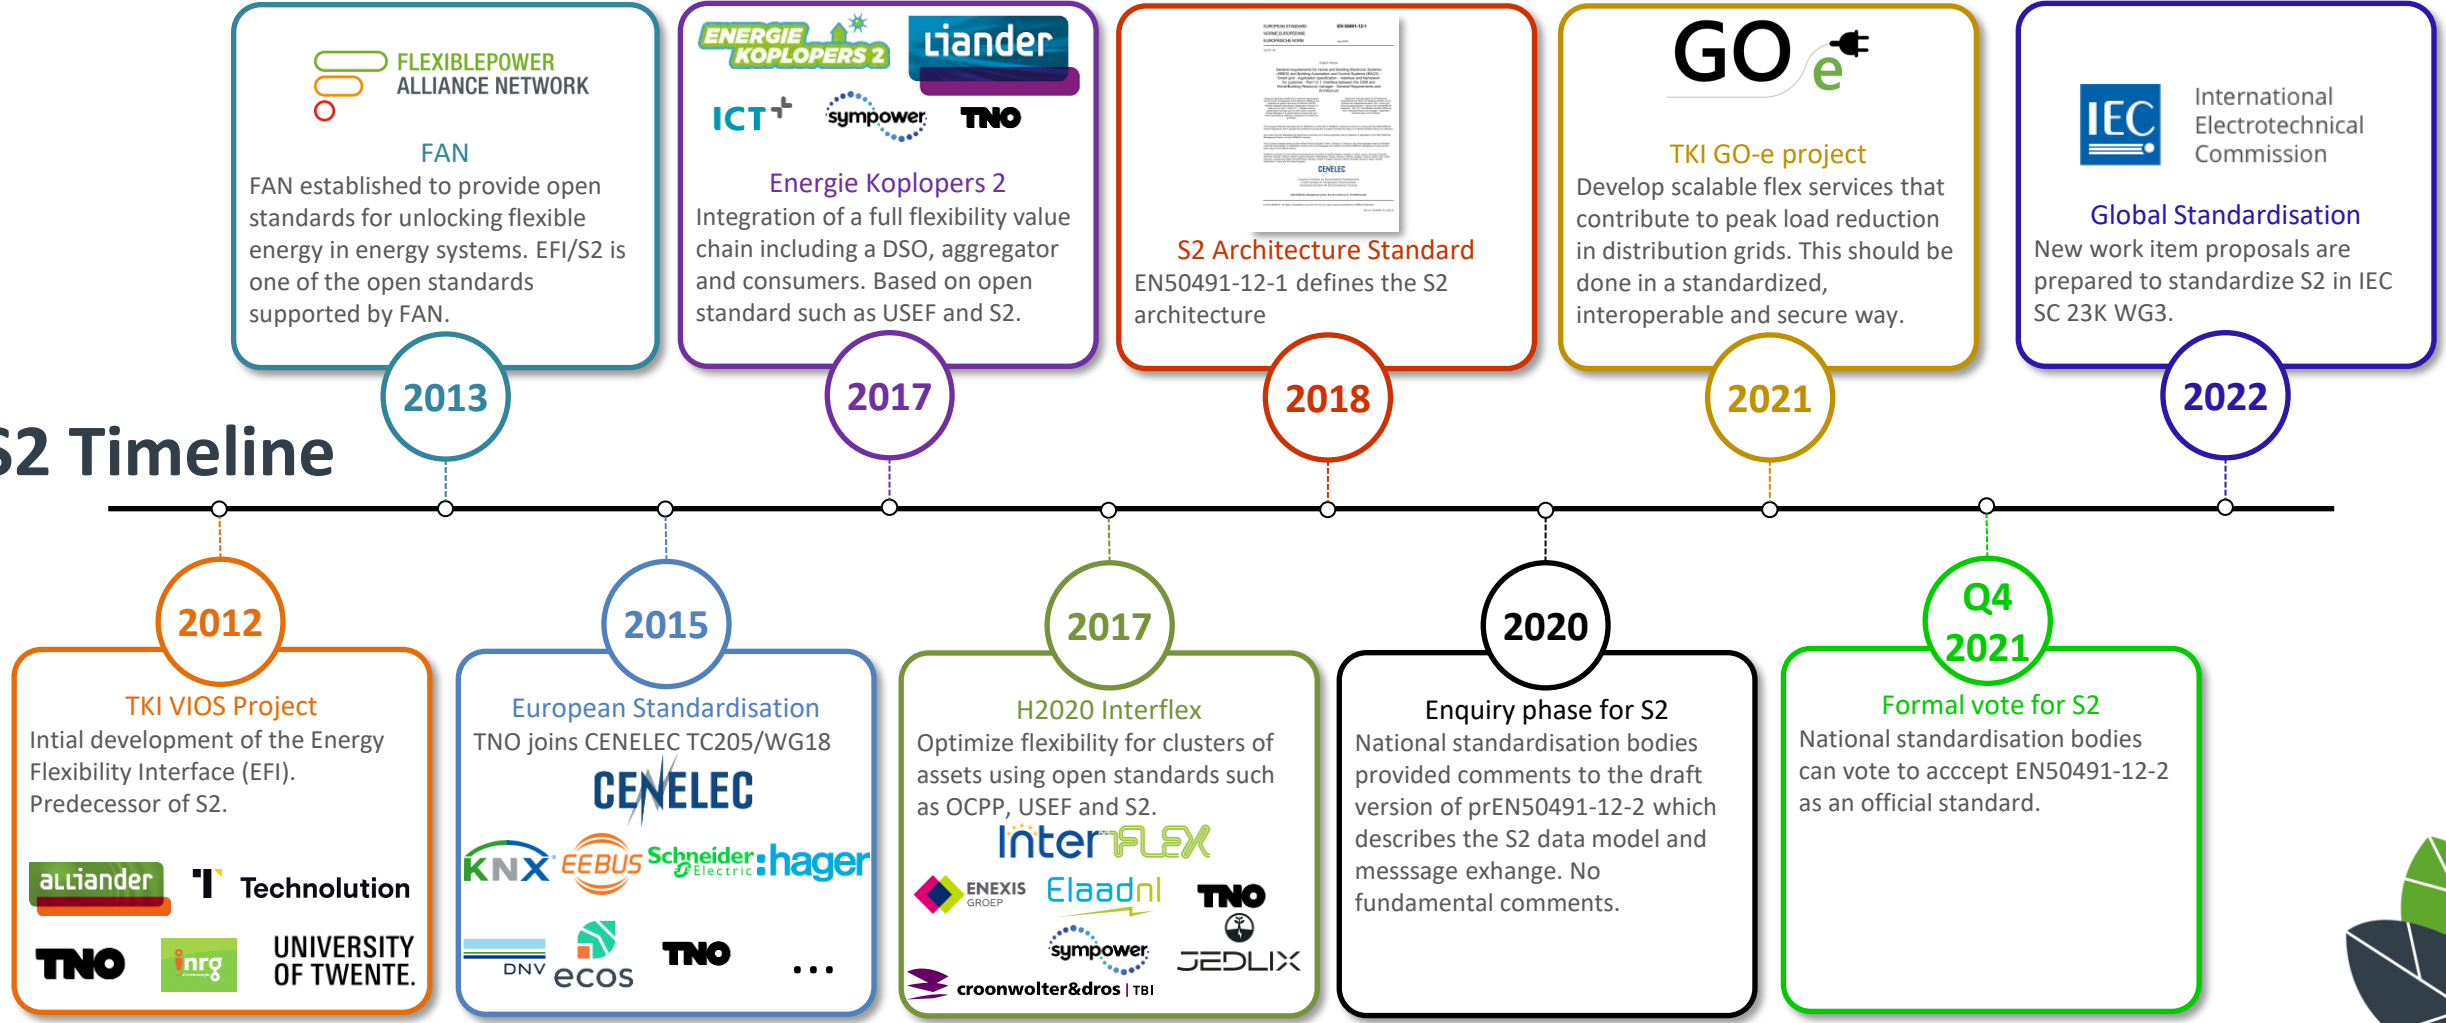 FLEXIBLEPOWER
ALLIANCE NETWORK
FAN
FAN established to provide open
standards for unlocking flexible
energy in energy systems. EFI/S2 is
one of the open standards
supported by FAN.
2013
ENERGIE
KOPLOPERS 2
Liander
ICT
sympower
TNO
Energie Koplopers 2
Integration of a full flexibility value
chain including a DSO, aggregator
and consumers. Based on open
standard such as USEF and S2.
2017
EUROPEAN STANDARD
EN 50491-12-1
NORME EUROPÉENNE
EUROPÄISCHE NORM
CENELEC
S2 Architecture Standard
EN50491-12-1 defines the S2
architecture
2018
GO e
TKI GO-e project
Develop scalable flex services that
contribute to peak load reduction
in distribution grids. This should be
done in a standardized,
interoperable and secure way.
2021
IEC
International
Electrotechnical
Commission
Global Standardisation
New work item proposals are
prepared to standardize S2 in IEC
SC 23K WG3.
2022
S2 Timeline
2012
TKI VIOS Project
Intial development of the Energy
Flexibility Interface (EFI).
Predecessor of S2.
alliander
Technolution
TNO
inrg
UNIVERSITY
OF TWENTE.
2015
European Standardisation
TNO joins CENELEC TC205/WG18
CENELEC
KNX
EEBUS
Schneider
Electric
:hager
DNV
ecos
TNO
...
2017
H2020 Interflex
Optimize flexibility for clusters of
assets using open standards such
as OCPP, USEF and S2.
InterFLEX
ENEXIS
GROEP
Elaadnl
TNO
sympower
JEDLIX
croonwolter&dros | TBI
2020
Enquiry phase for S2
National standardisation bodies
provided comments to the draft
version of prEN50491-12-2 which
describes the S2 data model and
messsage exhange. No
fundamental comments.
Q4
2021
Formal vote for S2
National standardisation bodies
can vote to acccept EN50491-12-2
as an official standard.